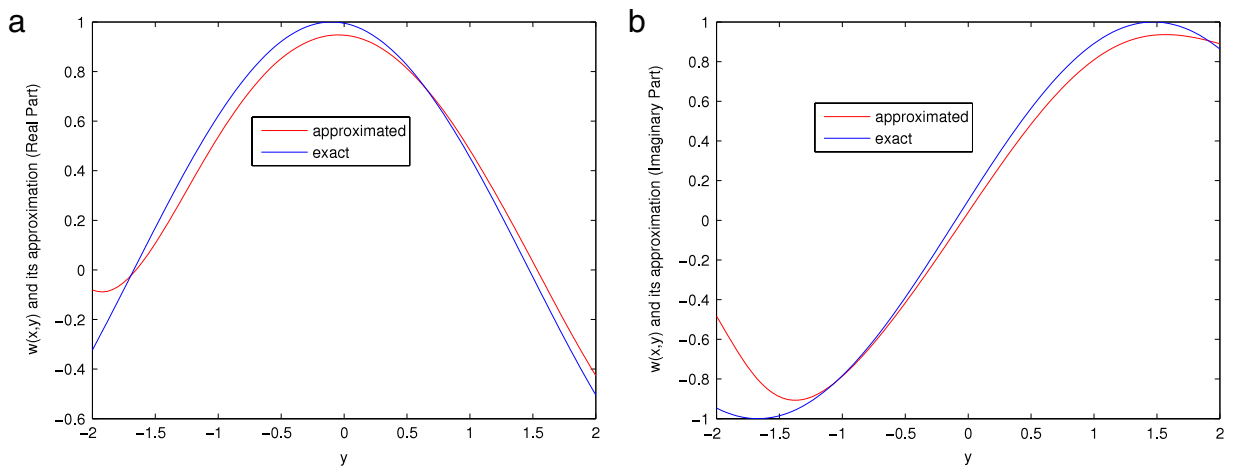 a
w(x,y) and its approximation (Real Part)
1
0.8
0.6
0.4
0.2
0
−0.2
−0.4
−0.6
approximated
exact
−2 −1.5 −1 −0.5 0 0.5 1 1.5 2
y
b
w(x,y) and its approximation (Imaginary Part)
1
0.8
0.6
0.4
0.2
0
−0.2
−0.4
−0.6
−0.8
−1
approximated
exact
−2 −1.5 −1 −0.5 0 0.5 1 1.5 2
y